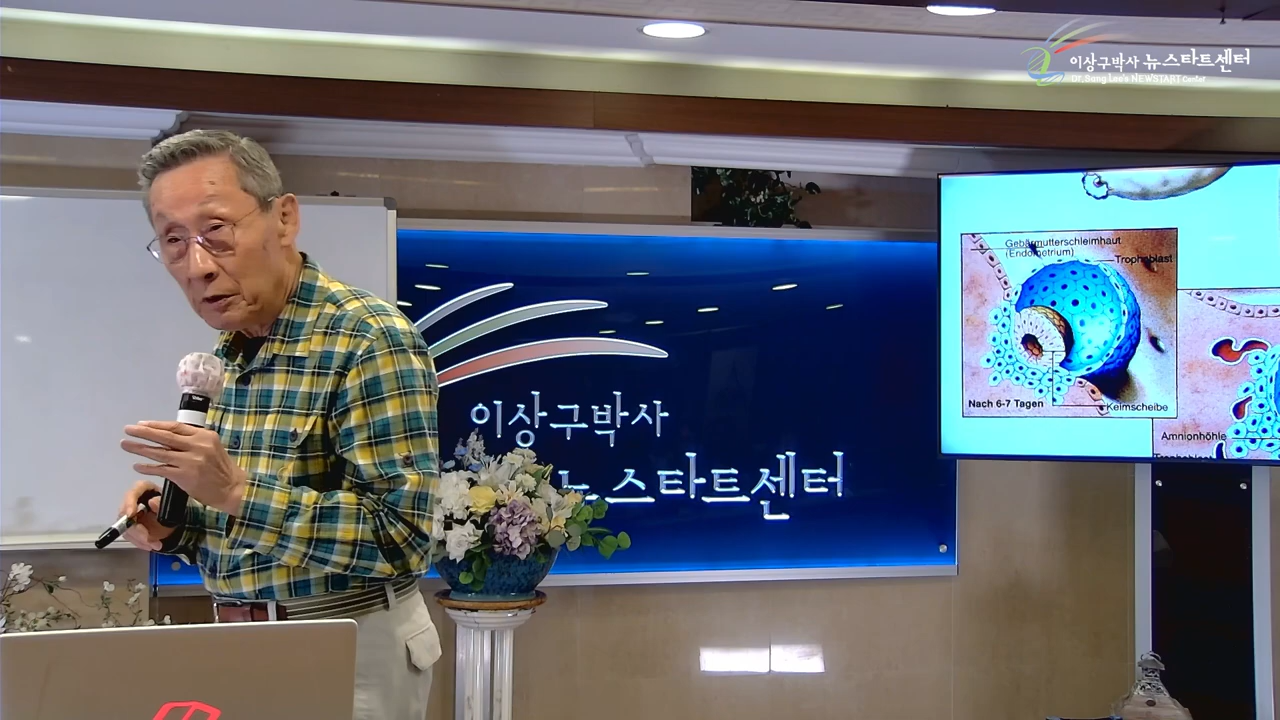 이상구박사 뉴스타트센터
Dr. Sang Lee's NEWSTART Center
Gebärmutterschleimhaut
(Endometrium)
Trophoblast
이상구박사
뉴스타트센터
Nach 6-7 Tagen
Keimscheibe
Amnionhöhle